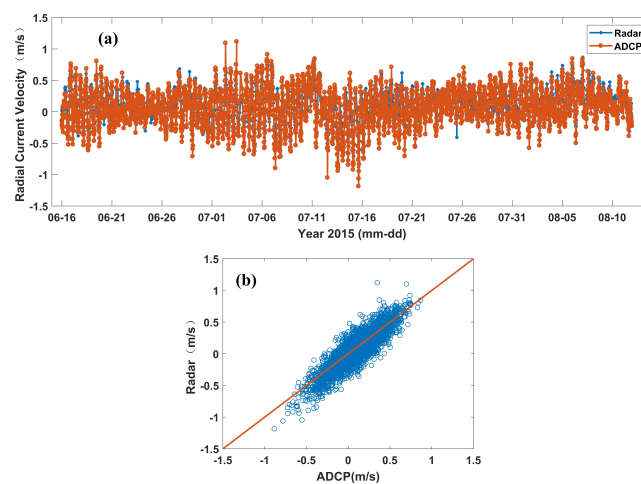 (a)
Radar
ADCP
Radial Current Velocity（m/s）
1.5
1
0.5
0
-0.5
-1
-1.5
06-16 06-21 06-26 07-01 07-06 07-11 07-16 07-21 07-26 07-31 08-05 08-10
Year 2015 (mm-dd)
(b)
Radar（m/s）
1.5
1
0.5
0
-0.5
-1
-1.5
-1.5 -1 -0.5 0 0.5 1 1.5
ADCP(m/s)